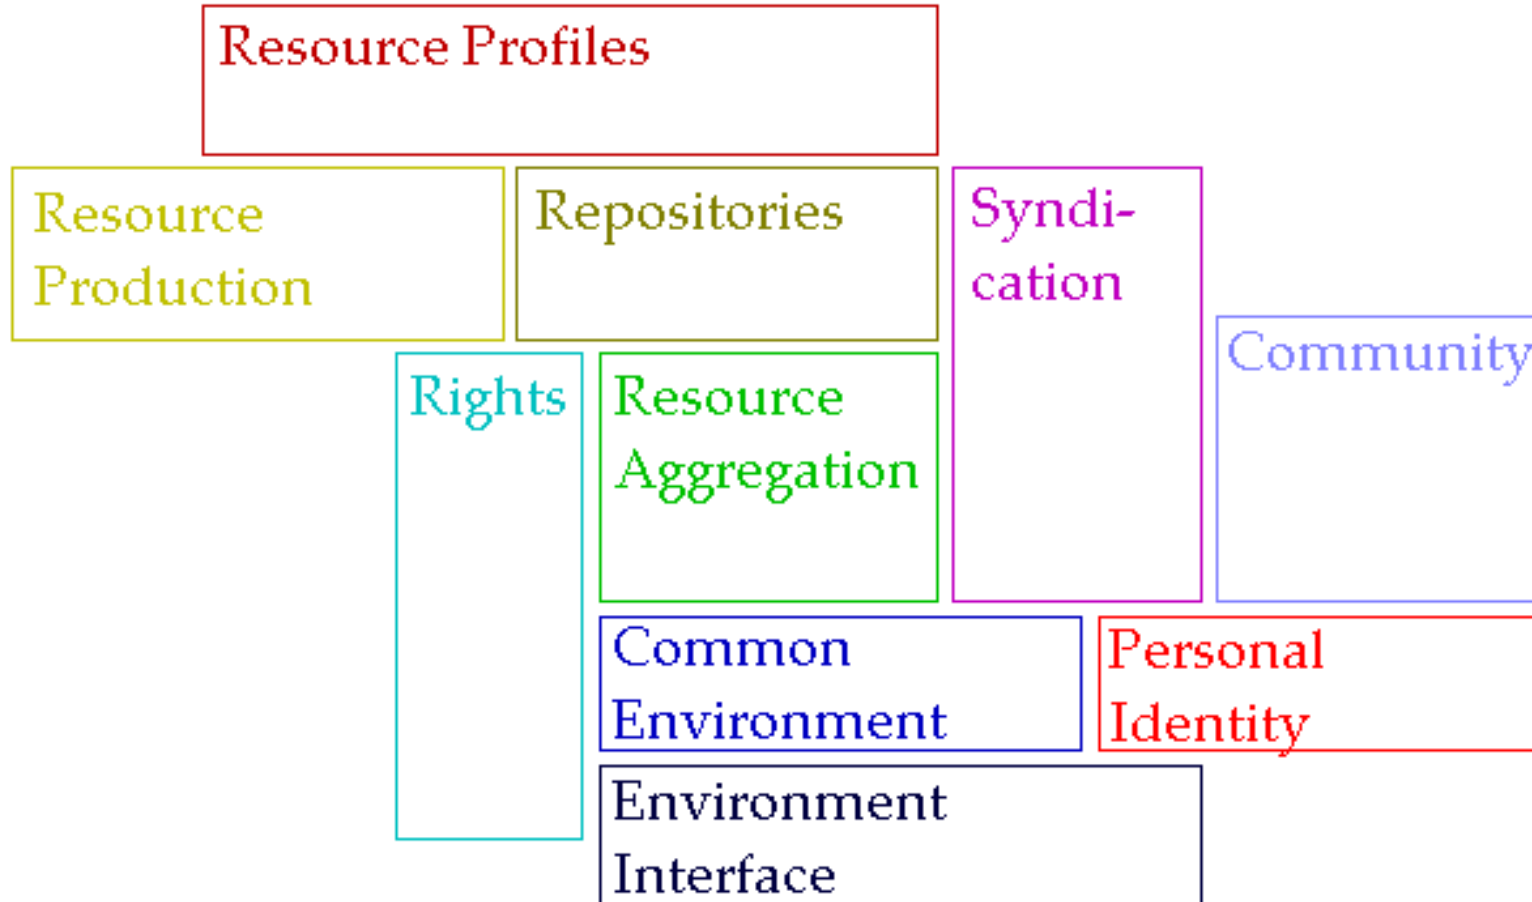 Resource Profiles
Resource
Production
Repositories
Syndi-
cation
Community
Rights
Resource
Aggregation
Common
Environment
Personal
Identity
Environment
Interface